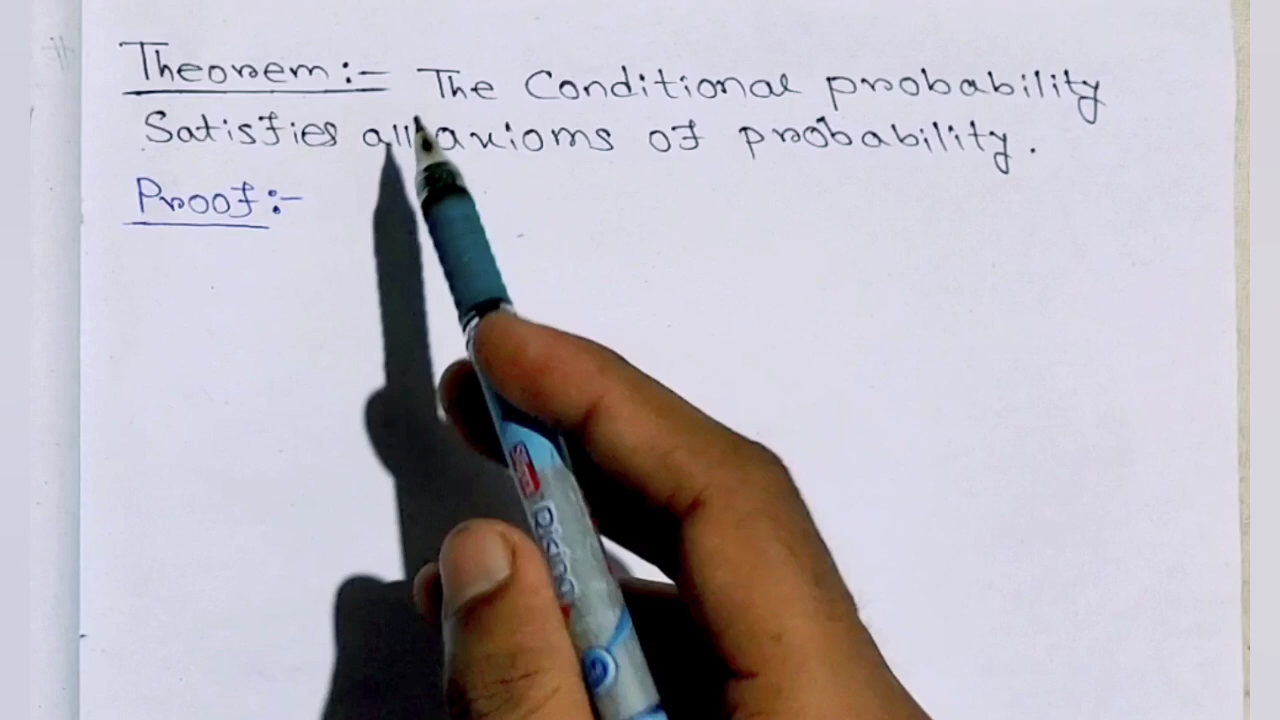 Theorem:- The Conditional probability
Satisfies all axioms of probability.
Proof:-